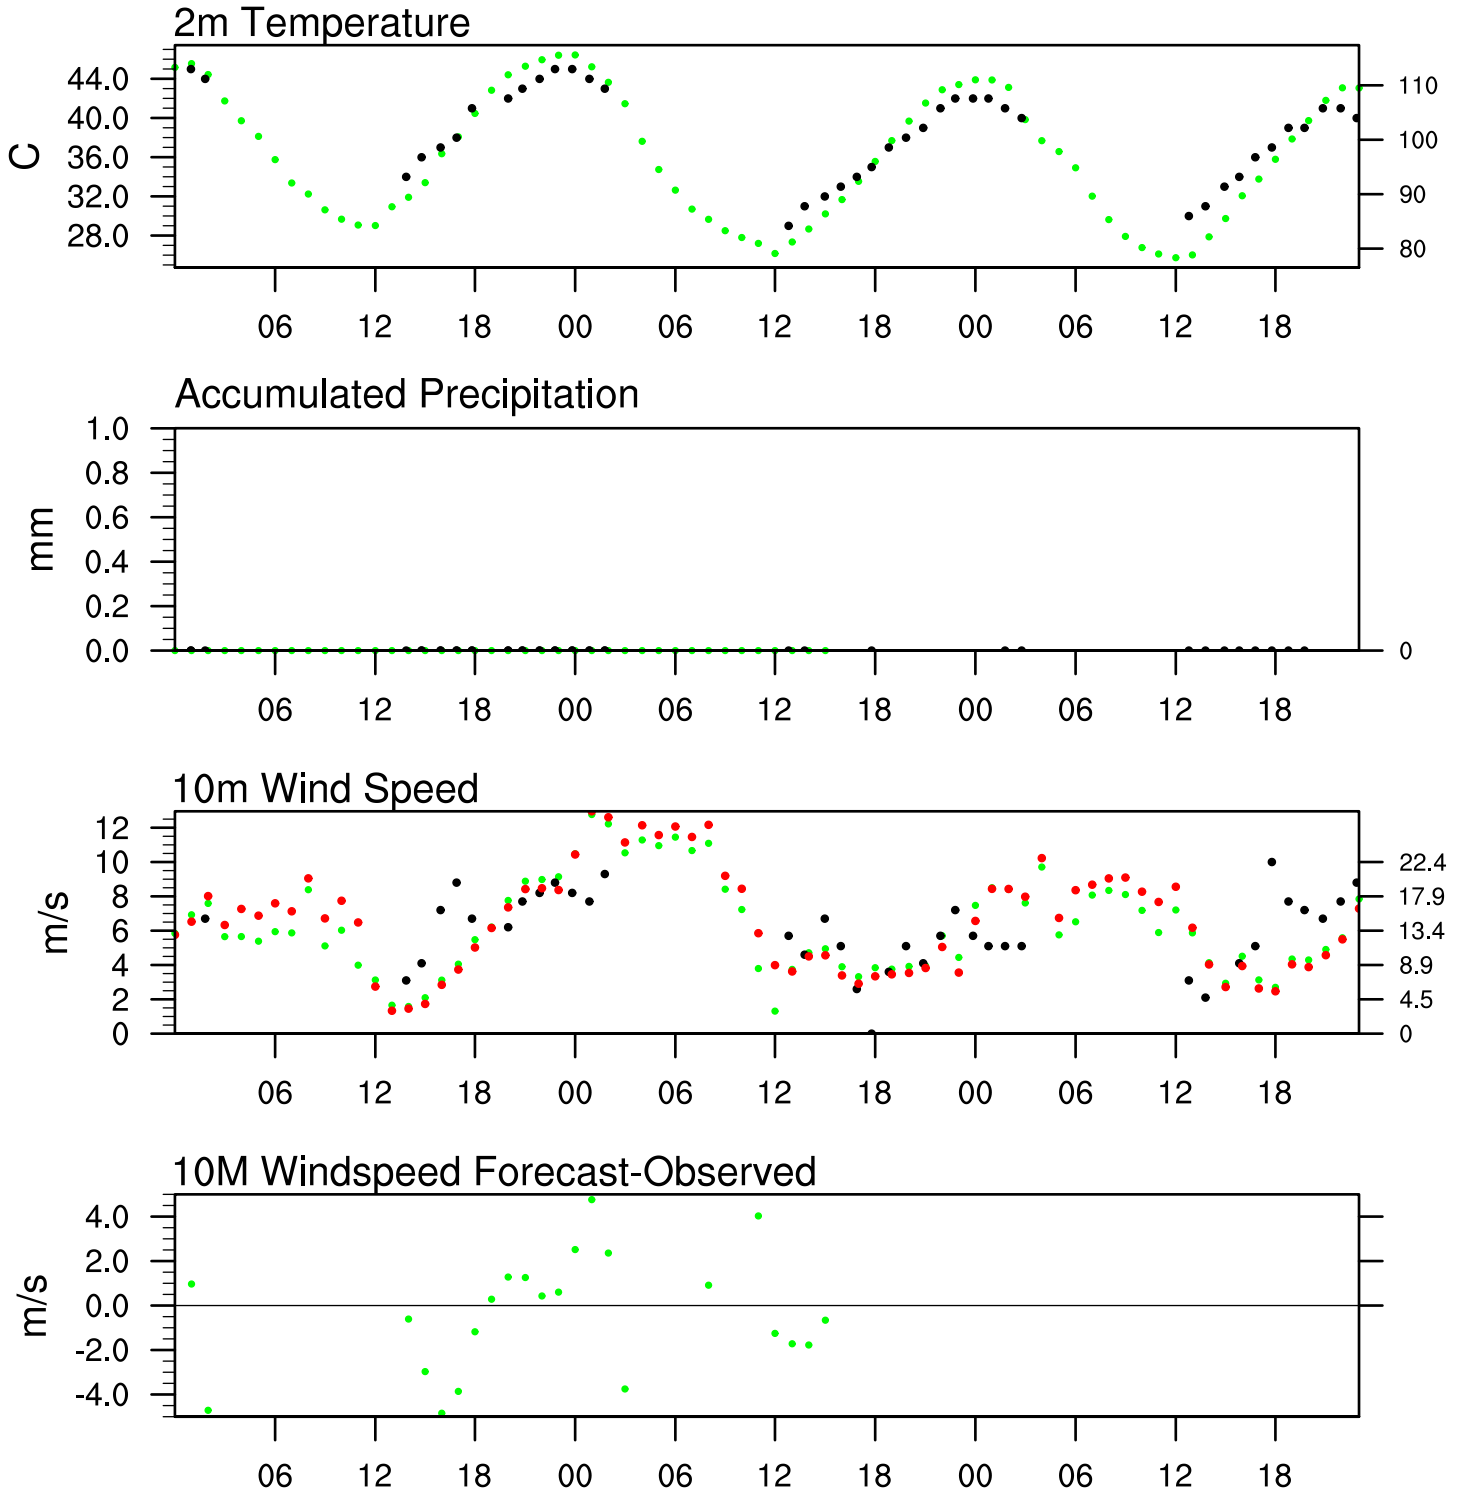 2m Temperature
44.0
40.0
36.0
32.0
28.0
C
110
100
90
80
06 12 18 00 06 12 18 00 06 12 18
Accumulated Precipitation
1.0
0.8
0.6
0.4
0.2
0.0
mm
0
06 12 18 00 06 12 18 00 06 12 18
10m Wind Speed
12
10
8
6
4
2
0
m/s
22.4
17.9
13.4
8.9
4.5
0
06 12 18 00 06 12 18 00 06 12 18
10M Windspeed Forecast-Observed
4.0
2.0
0.0
-2.0
-4.0
m/s
06 12 18 00 06 12 18 00 06 12 18